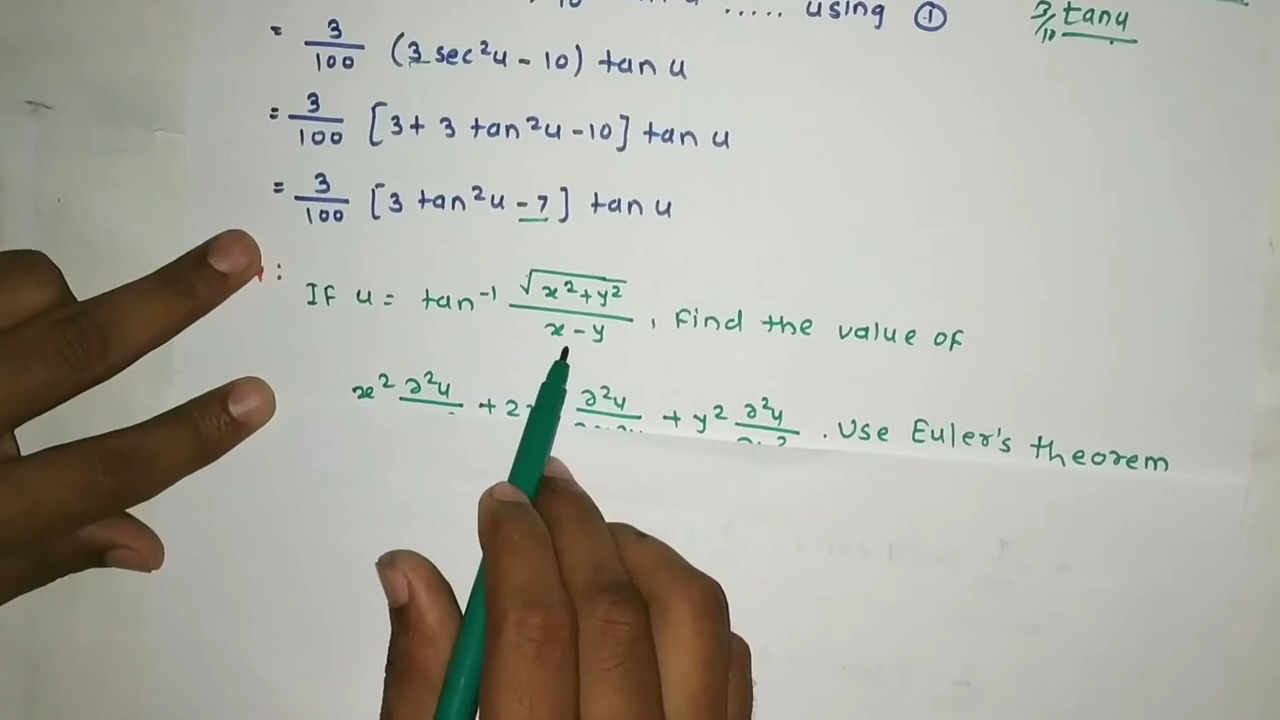 ..... using ① 3/10 tanu
= 3/100 (3 sec²u - 10) tan u
= 3/100 [3 + 3 tan²u - 10] tan u
= 3/100 [3 tan²u - 7] tan u
: If u = tan⁻¹ √(x²+y²)/(x-y), Find the value of
x² ∂²u + 2 ∂²u + y² ∂²u . Use Euler's theorem